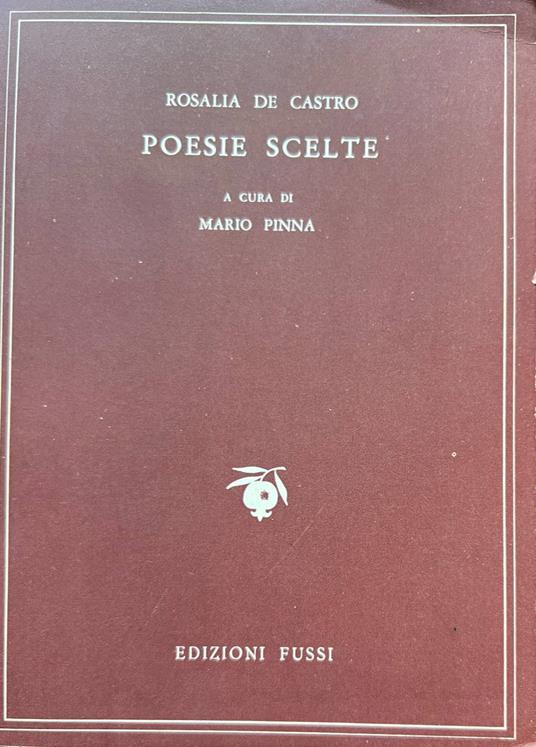 ROSALIA DE CASTRO
POESIE SCELTE
A CURA DI
MARIO PINNA
EDIZIONI FUSSI